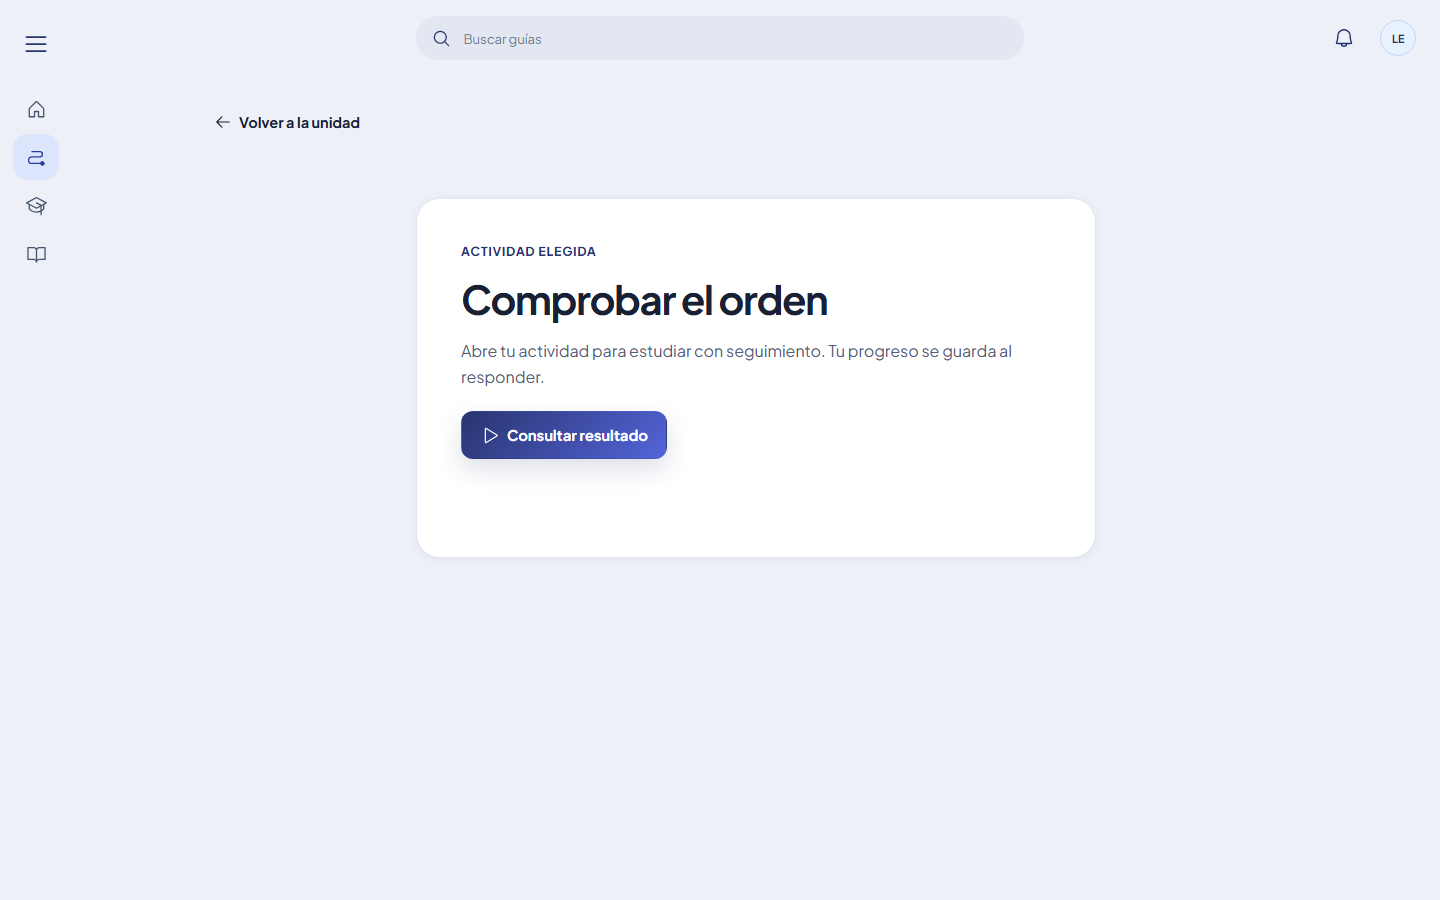 Buscar guías
LE
Volver a la unidad
ACTIVIDAD ELEGIDA
Comprobar el orden
Abre tu actividad para estudiar con seguimiento. Tu progreso se guarda al
responder.
Consultar resultado